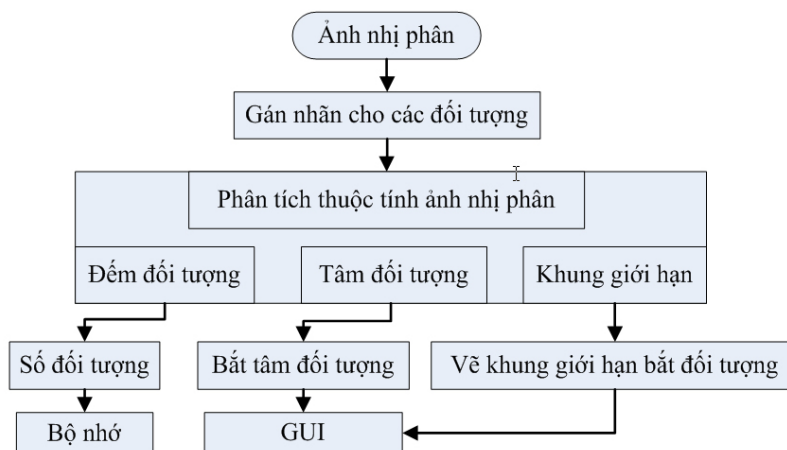 Ảnh nhị phân
Gán nhãn cho các đối tượng
Phân tích thuộc tính ảnh nhị phân
Đếm đối tượng
Tâm đối tượng
Khung giới hạn
Số đối tượng
Bắt tâm đối tượng
Vẽ khung giới hạn bắt đối tượng
Bộ nhớ
GUI